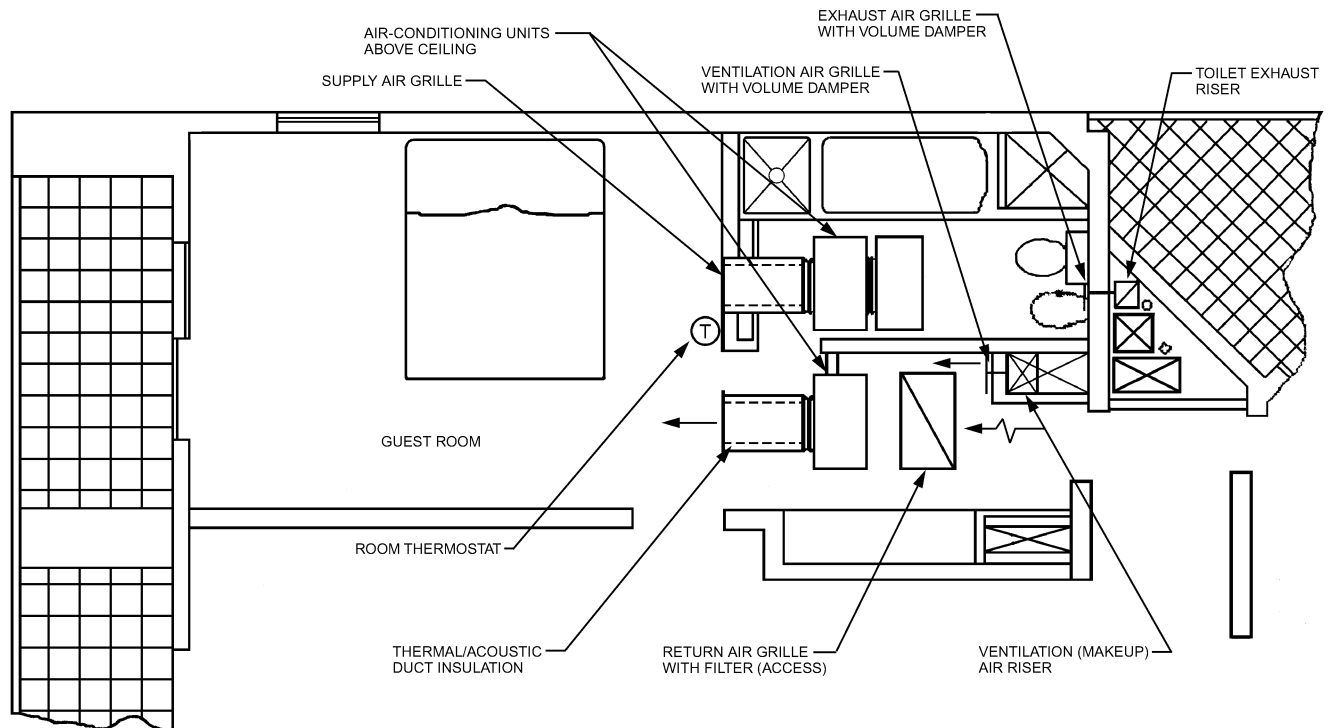 EXHAUST AIR GRILLE
WITH VOLUME DAMPER
AIR-CONDITIONING UNITS
ABOVE CEILING
SUPPLY AIR GRILLE
VENTILATION AIR GRILLE
WITH VOLUME DAMPER
TOILET EXHAUST
RISER
T
GUEST ROOM
ROOM THERMOSTAT
THERMAL/ACOUSTIC
DUCT INSULATION
RETURN AIR GRILLE
WITH FILTER (ACCESS)
VENTILATION (MAKEUP)
AIR RISER